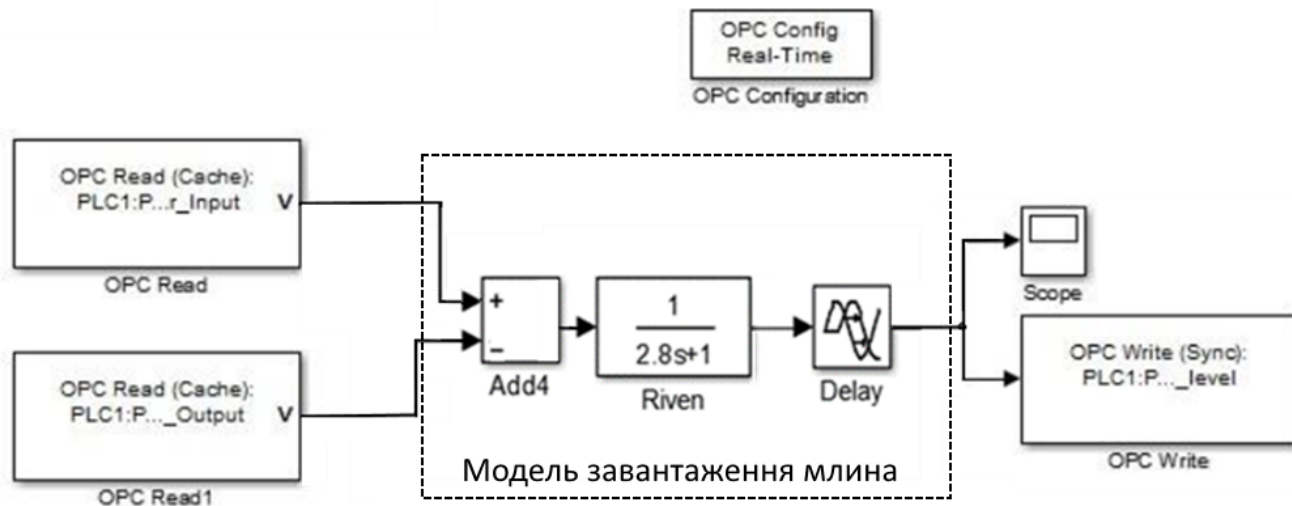 OPC Config
Real-Time
OPC Configuration
OPC Read (Cache):
PLC1:P...r_Input
V
OPC Read
OPC Read (Cache):
PLC1:P..._Output
V
OPC Read1
+
−
Add4
1
2.8s+1
Riven
Delay
Scope
OPC Write (Sync):
PLC1:P..._level
OPC Write
Модель завантаження млина